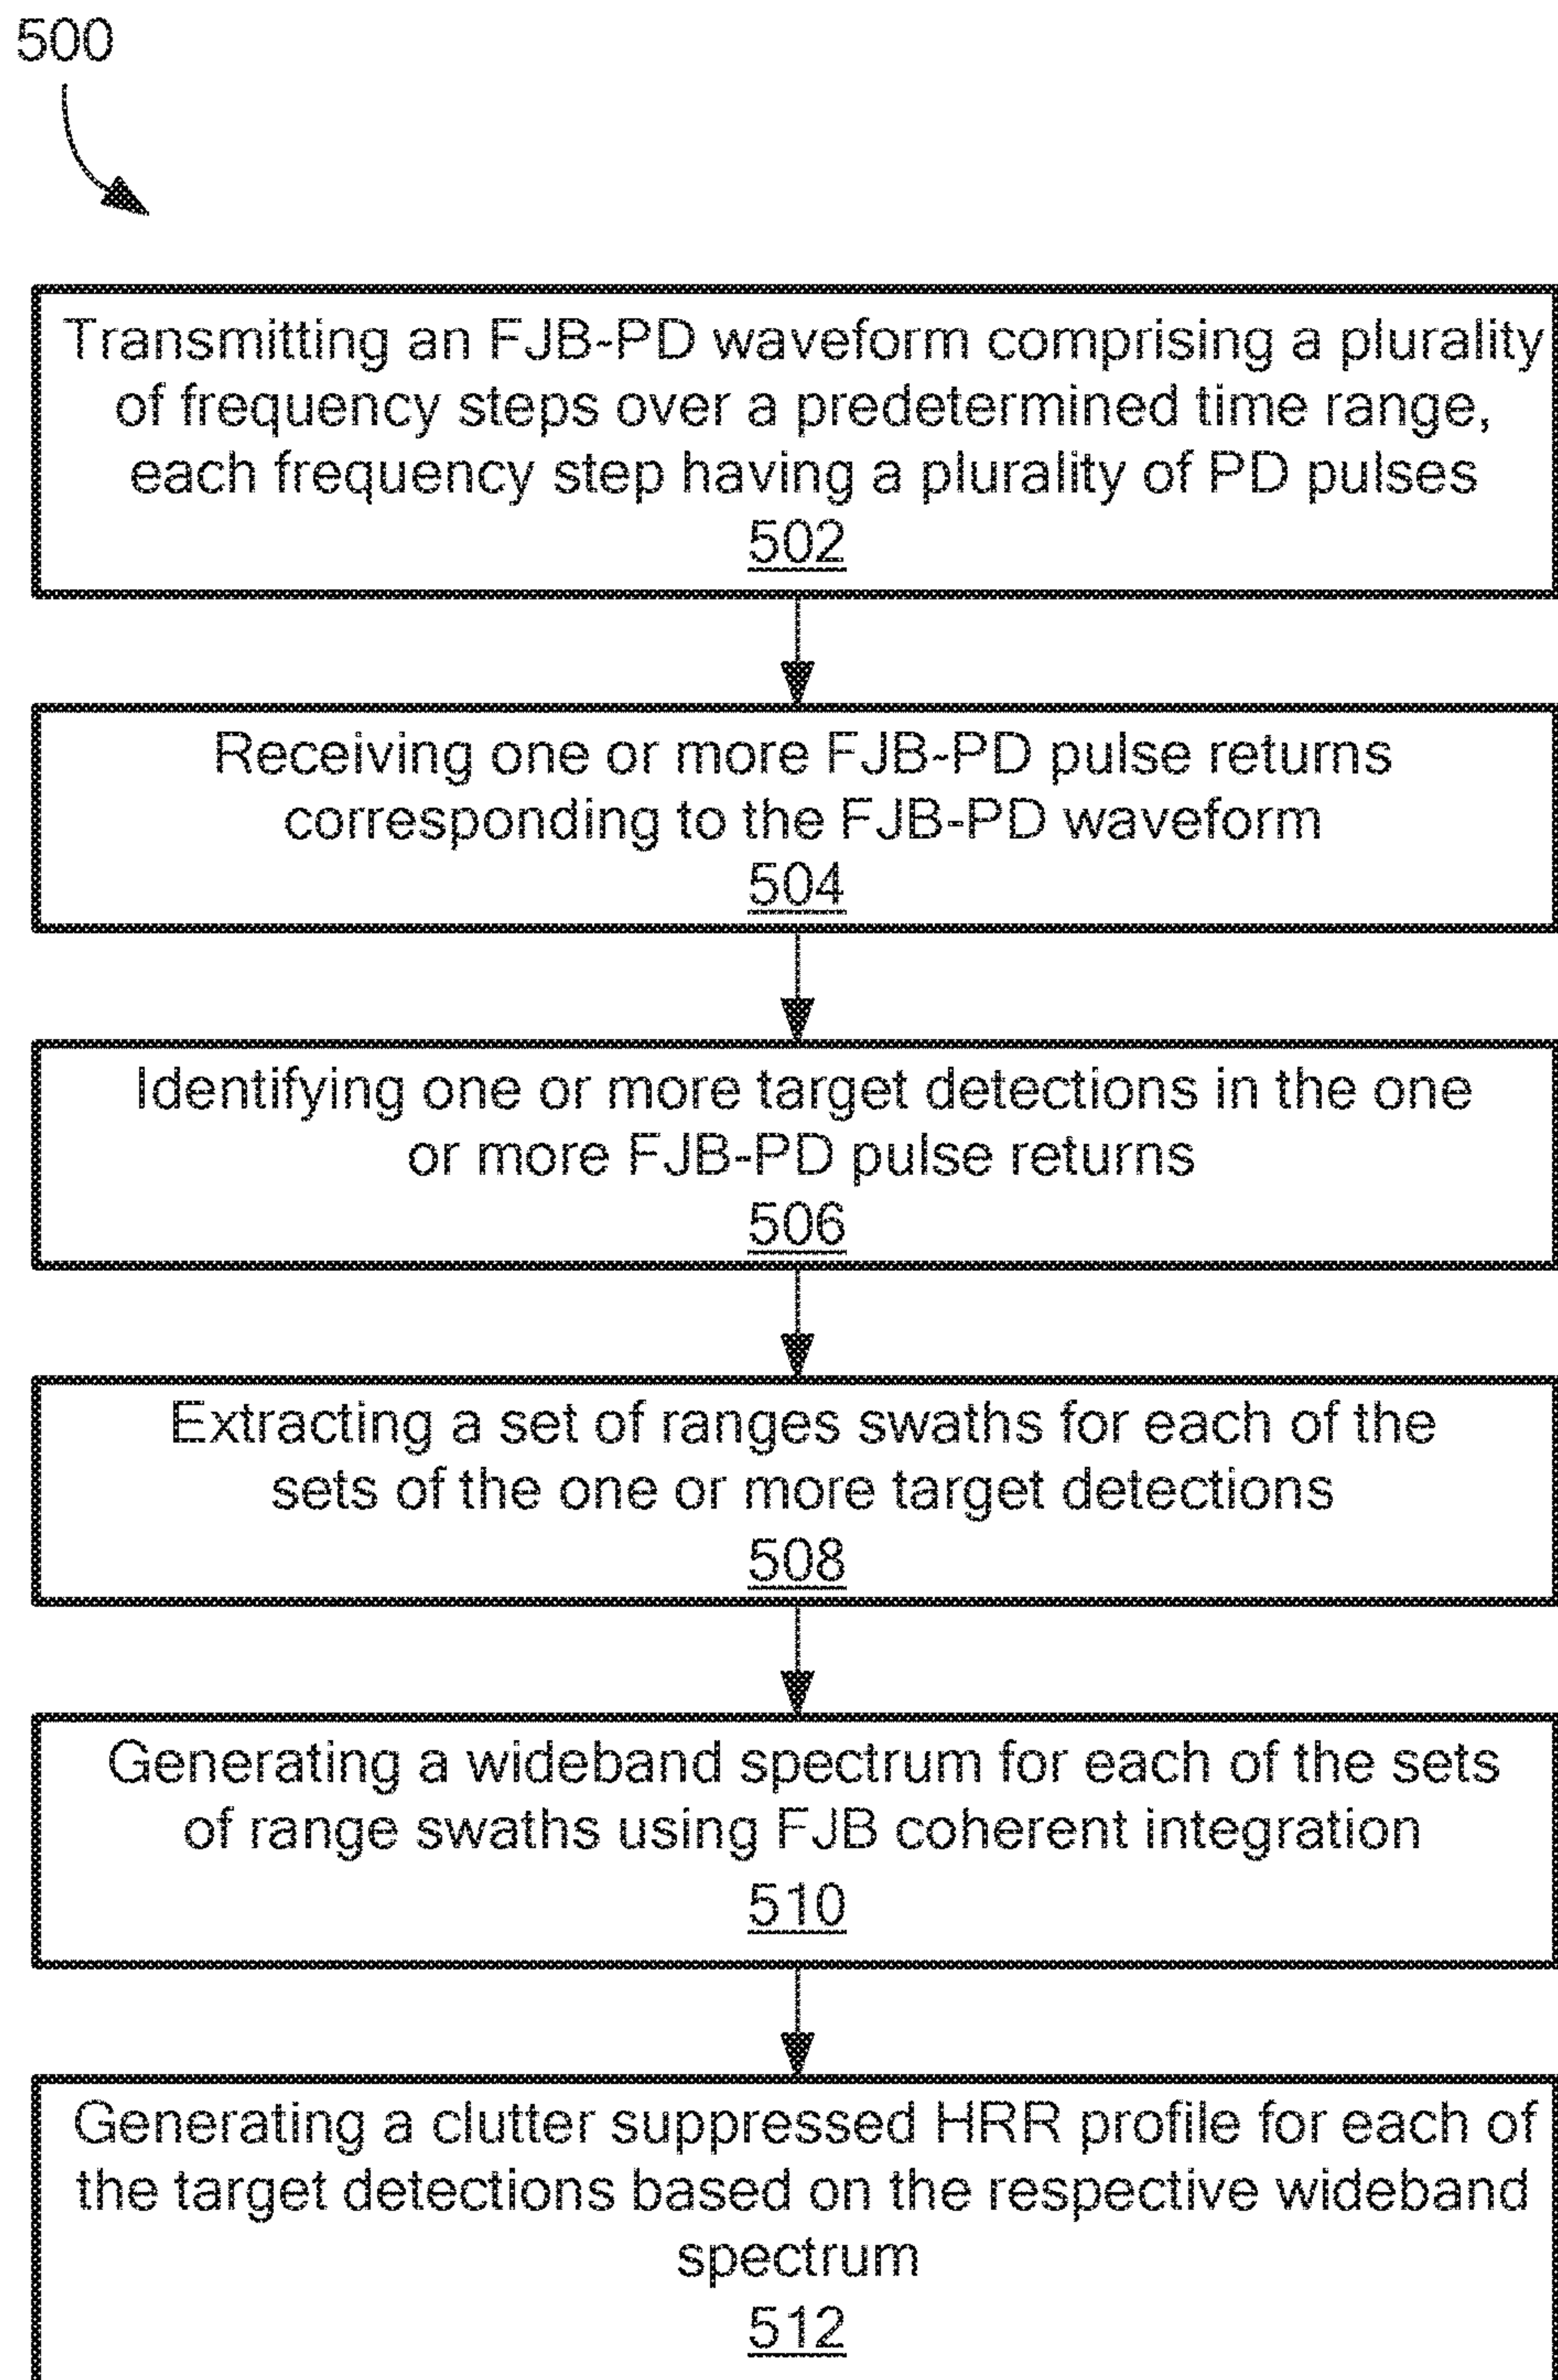 500
Transmitting an FJB-PD waveform comprising a plurality
of frequency steps over a predetermined time range,
each frequency step having a plurality of PD pulses
502
Receiving one or more FJB-PD pulse returns
corresponding to the FJB-PD waveform
504
Identifying one or more target detections in the one
or more FJB-PD pulse returns
506
Extracting a set of ranges swaths for each of the
sets of the one or more target detections
508
Generating a wideband spectrum for each of the sets
of range swaths using FJB coherent integration
510
Generating a clutter suppressed HRR profile for each of
the target detections based on the respective wideband
spectrum
512